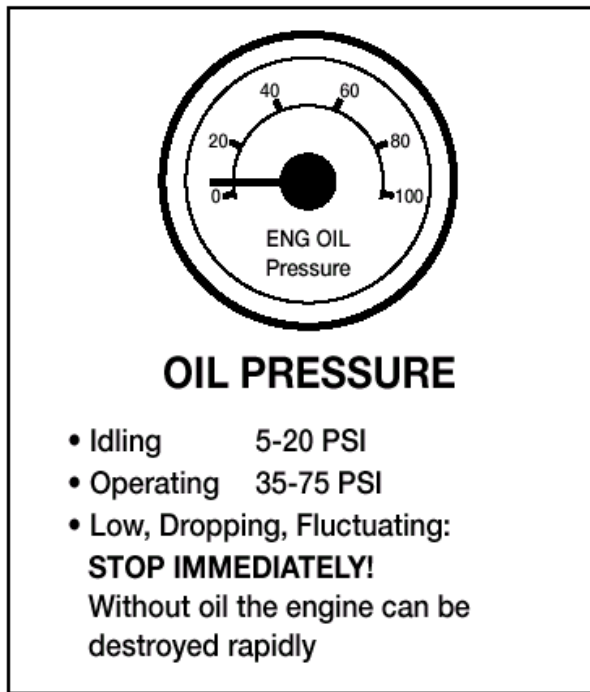 40 60
20 80
0 100
ENG OIL
Pressure
OIL PRESSURE
• Idling 5-20 PSI
• Operating 35-75 PSI
• Low, Dropping, Fluctuating:
STOP IMMEDIATELY!
Without oil the engine can be
destroyed rapidly